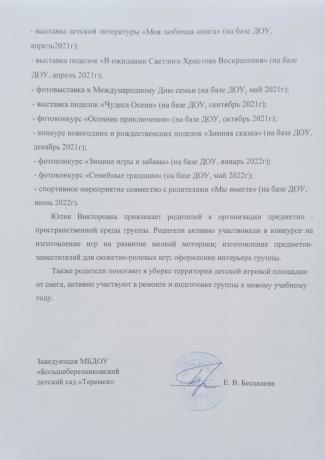 - выставка детской литературы «Моя любимая книга» (на базе ДОУ,
апрель2021г);
- выставка поделок «В ожидании Светлого Христова Воскресения» (на базе
ДОУ, апрель 2021г);
- фотовыставка к Международному Дню семьи (на базе ДОУ, май 2021г);
- выставка поделок «Чудеса Осени» (на базе ДОУ, сентябрь 2021г);
- фотоконкурс «Осенние приключения» (на базе ДОУ, октябрь 2021г);
- конкурс новогодних и рождественских поделок «Зимняя сказка» (на базе ДОУ,
декабрь 2021г);
- фотоконкурс «Зимние игры и забавы» (на базе ДОУ, январь 2022г);
- фотоконкурс «Семейные традиции» (на базе ДОУ, май 2022г);
- спортивное мероприятие совместно с родителями «Мы вместе» (на базе ДОУ,
июнь 2022г).
Юлия Викторовна привлекает родителей к организации предметно -
пространственной среды группы. Родители активно участвовали в конкурсе на
изготовление игр на развитие мелкой моторики; изготовление предметов-
заместителей для сюжетно-ролевых игр; оформление интерьера группы.
Также родители помогают в уборке территории детской игровой площадки
от снега, активно участвуют в ремонте и подготовке группы к новому учебному
году.
Заведующая МБДОУ
«Большеберезниковский
детский сад «Теремок»
Е. В. Беськаева